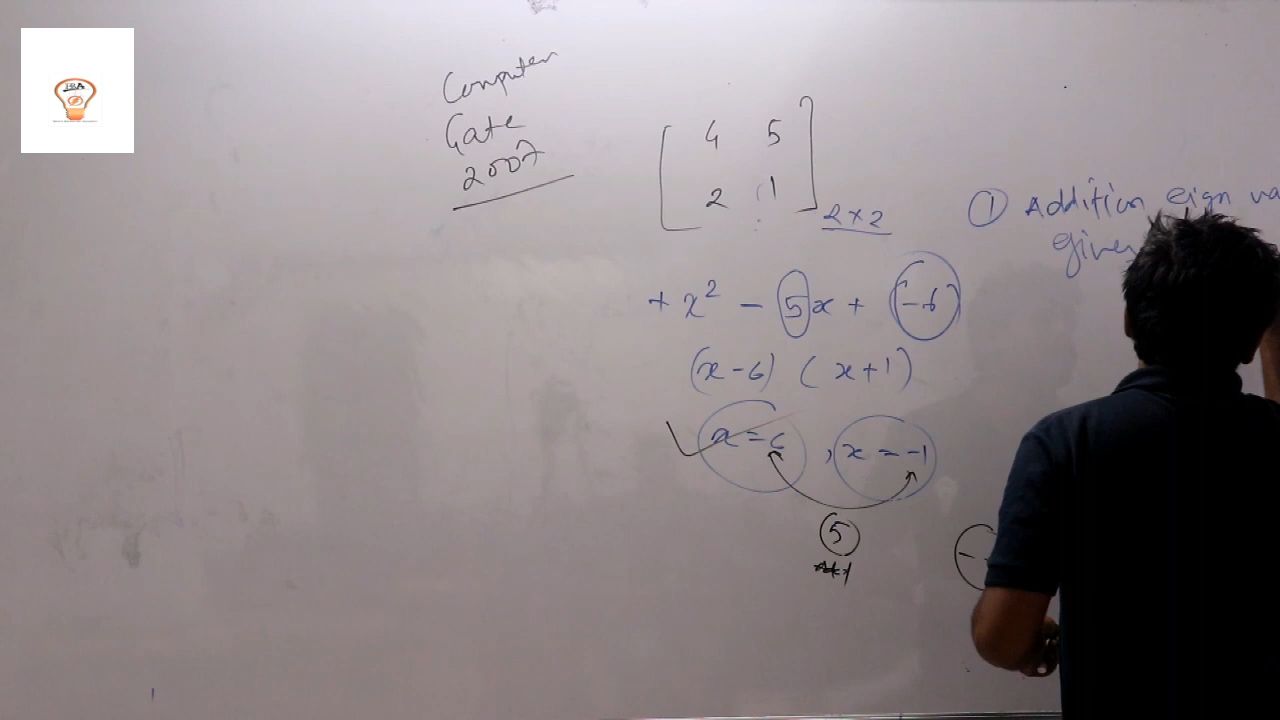 Computer
Gate
2007
4 5
2 1
2×2
+ x² - 5x + (-6)
(x-6) (x+1)
x=6, x=-1
5
① Addition eign va
given